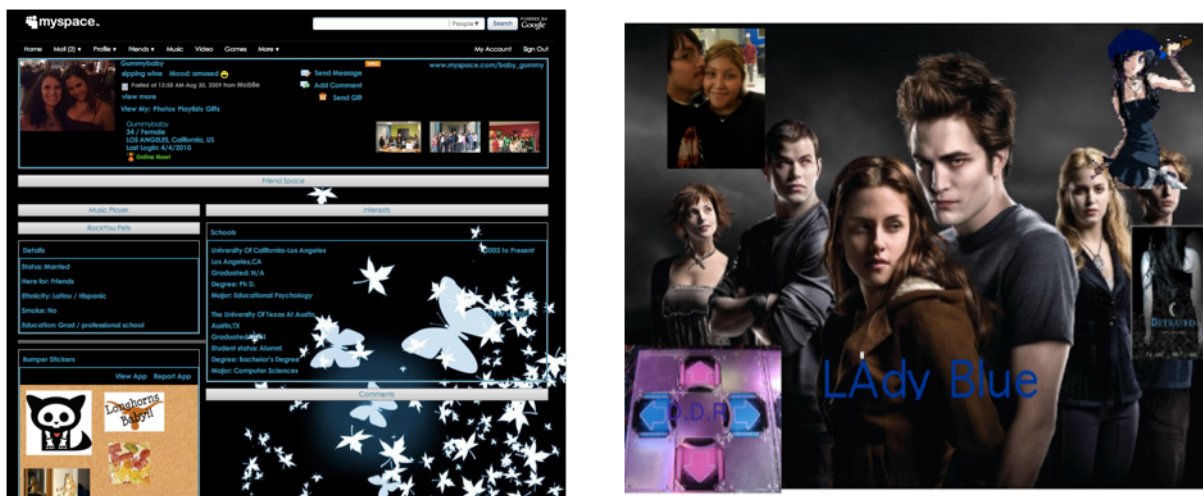 myspace.
People▼
Search
POWERED BY
Google
Home Mail (2) ▾ Profile ▾ Friends ▾ Music Video Games More ▾
My Account Sign Out
Gummybaby
sipping wine Mood: amused
Posted at 12:58 AM Aug 30, 2009 from Mobile
view more
View My: Photos Playlists Gifts
Send Message
Add Comment
Send Gift
www.myspace.com/baby_gummy
Gummybaby
34 / Female
LOS ANGELES, California, US
Last Login: 4/4/2010
Online Now!
Friend Space
Music Player
RockYou Pets
Details
Status: Married
Here for: Friends
Ethnicity: Latino / Hispanic
Smoke: No
Education: Grad / professional school
Bumper Stickers
View App Report App
Longhorns
Baby!!
Interests
Schools
University Of California-Los Angeles
2002 to Present
Los Angeles,CA
Graduated: N/A
Degree: Ph D.
Major: Educational Psychology
The University Of Texas At Austin
Austin,TX
Graduated:
Student status: Alumni
Degree: Bachelor's Degree
Major: Computer Sciences
Comments
BETRAYED
LAdy Blue
D.D.R